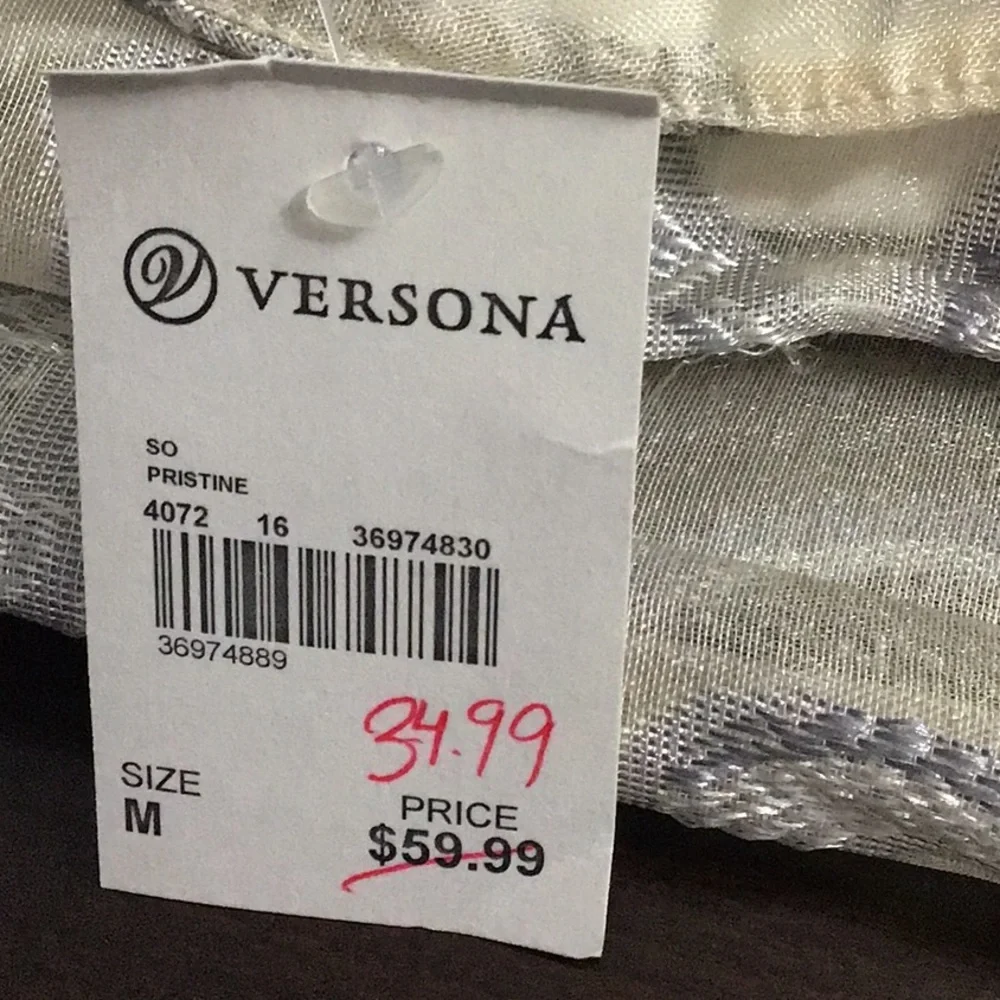 VERSONA
SO
PRISTINE
4072 16 36974830
36974889
34.99
SIZE
M
PRICE
$59.99